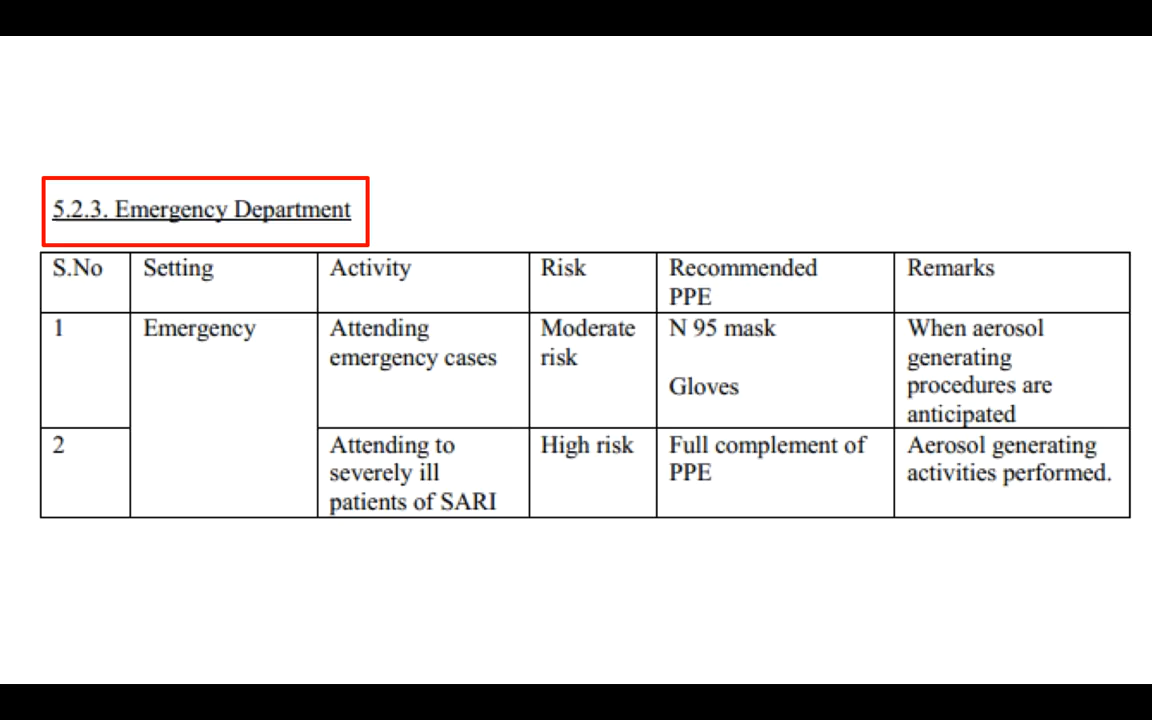 5.2.3. Emergency Department
S.No Setting Activity Risk Recommended PPE Remarks
1 Emergency Attending emergency cases Moderate risk N 95 mask Gloves When aerosol generating procedures are anticipated
2 Attending to severely ill patients of SARI High risk Full complement of PPE Aerosol generating activities performed.